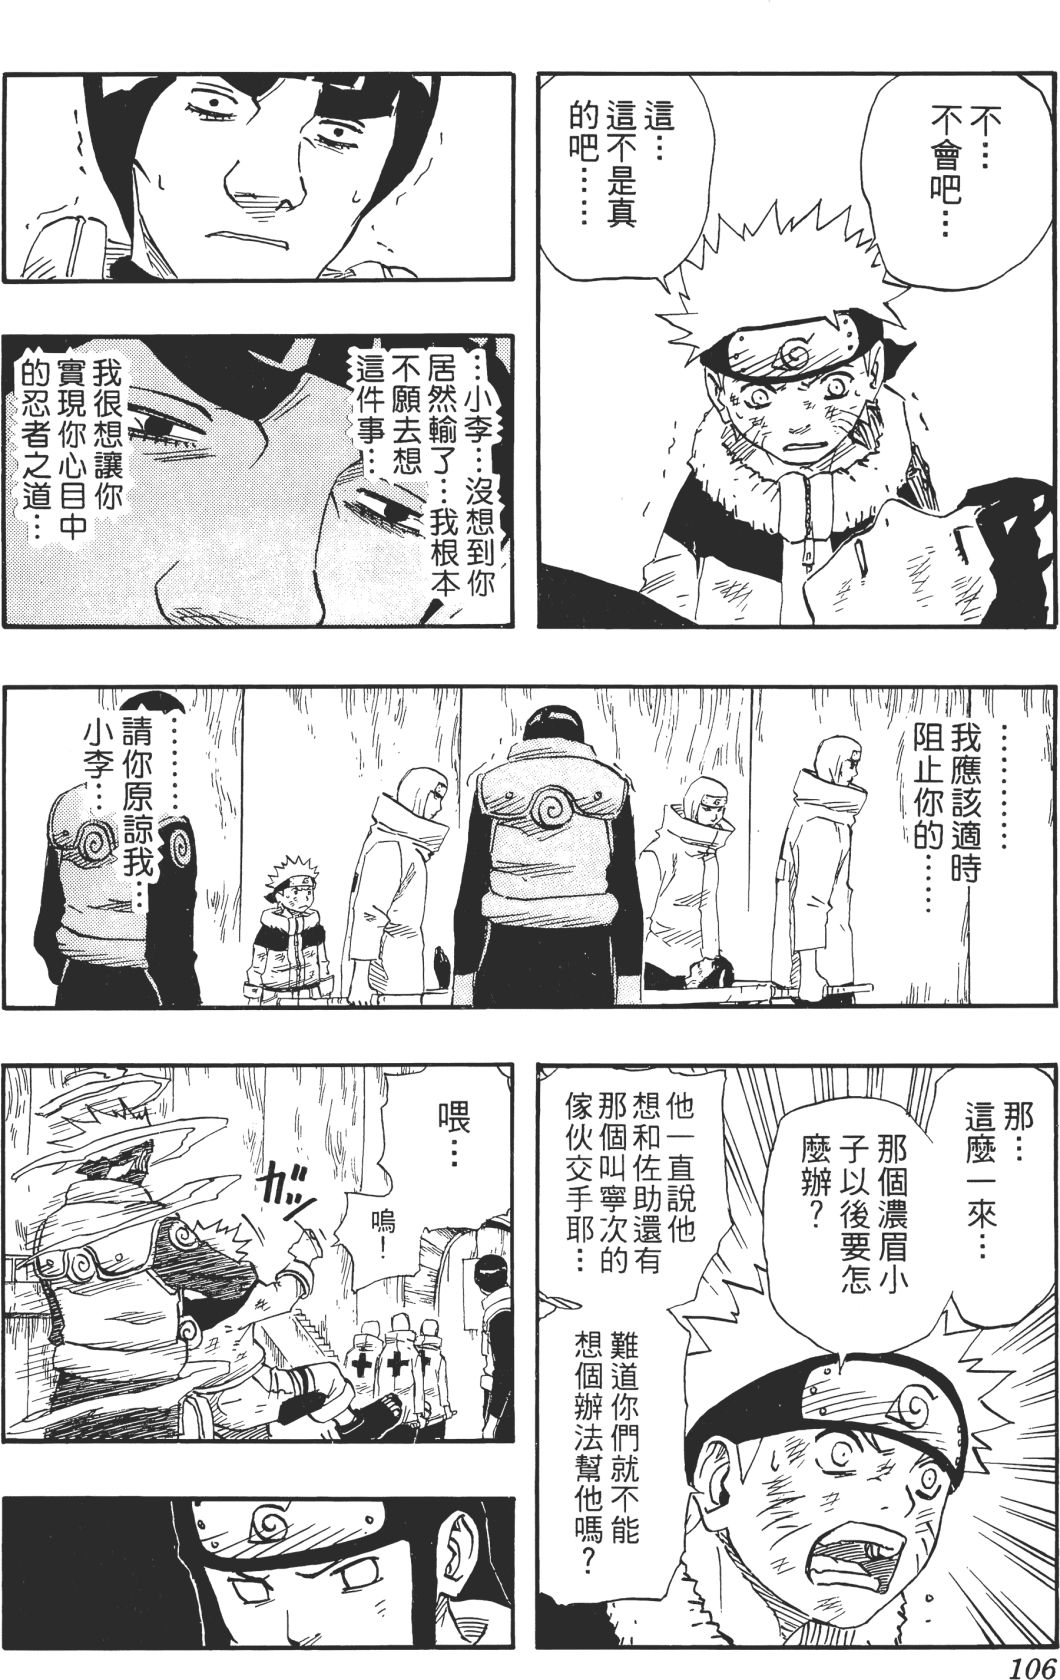 不…
不會吧…
這…
這不是真
的吧……
…小李…沒想到你
居然輸了…我根本
不願去想
這件事…
我很想讓你
實現你心目中
的忍者之道…
…………
我應該適時
阻止你的……
…………
請你原諒我…
小李…
那…
這麼一來…
那個濃眉小
子以後要怎
麼辦?
他一直說他
想和佐助還有
那個叫寧次的
傢伙交手耶…
難道你們就不能
想個辦法幫他嗎?
喂…
嗚!
ガッ
106